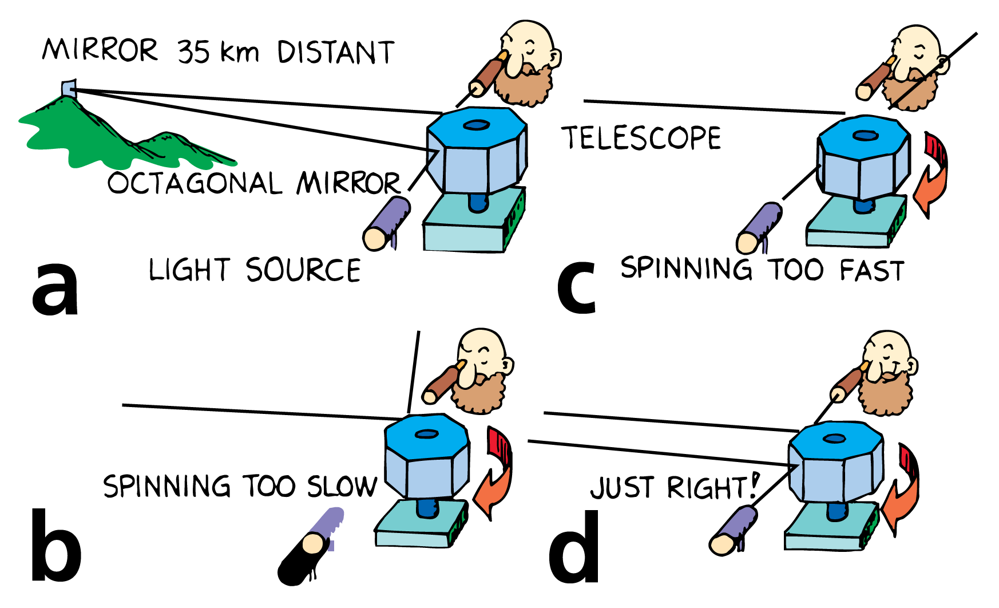 MIRROR 35 km DISTANT
OCTAGONAL MIRROR
LIGHT SOURCE
a
TELESCOPE
SPINNING TOO FAST
c
SPINNING TOO SLOW
b
JUST RIGHT!
d